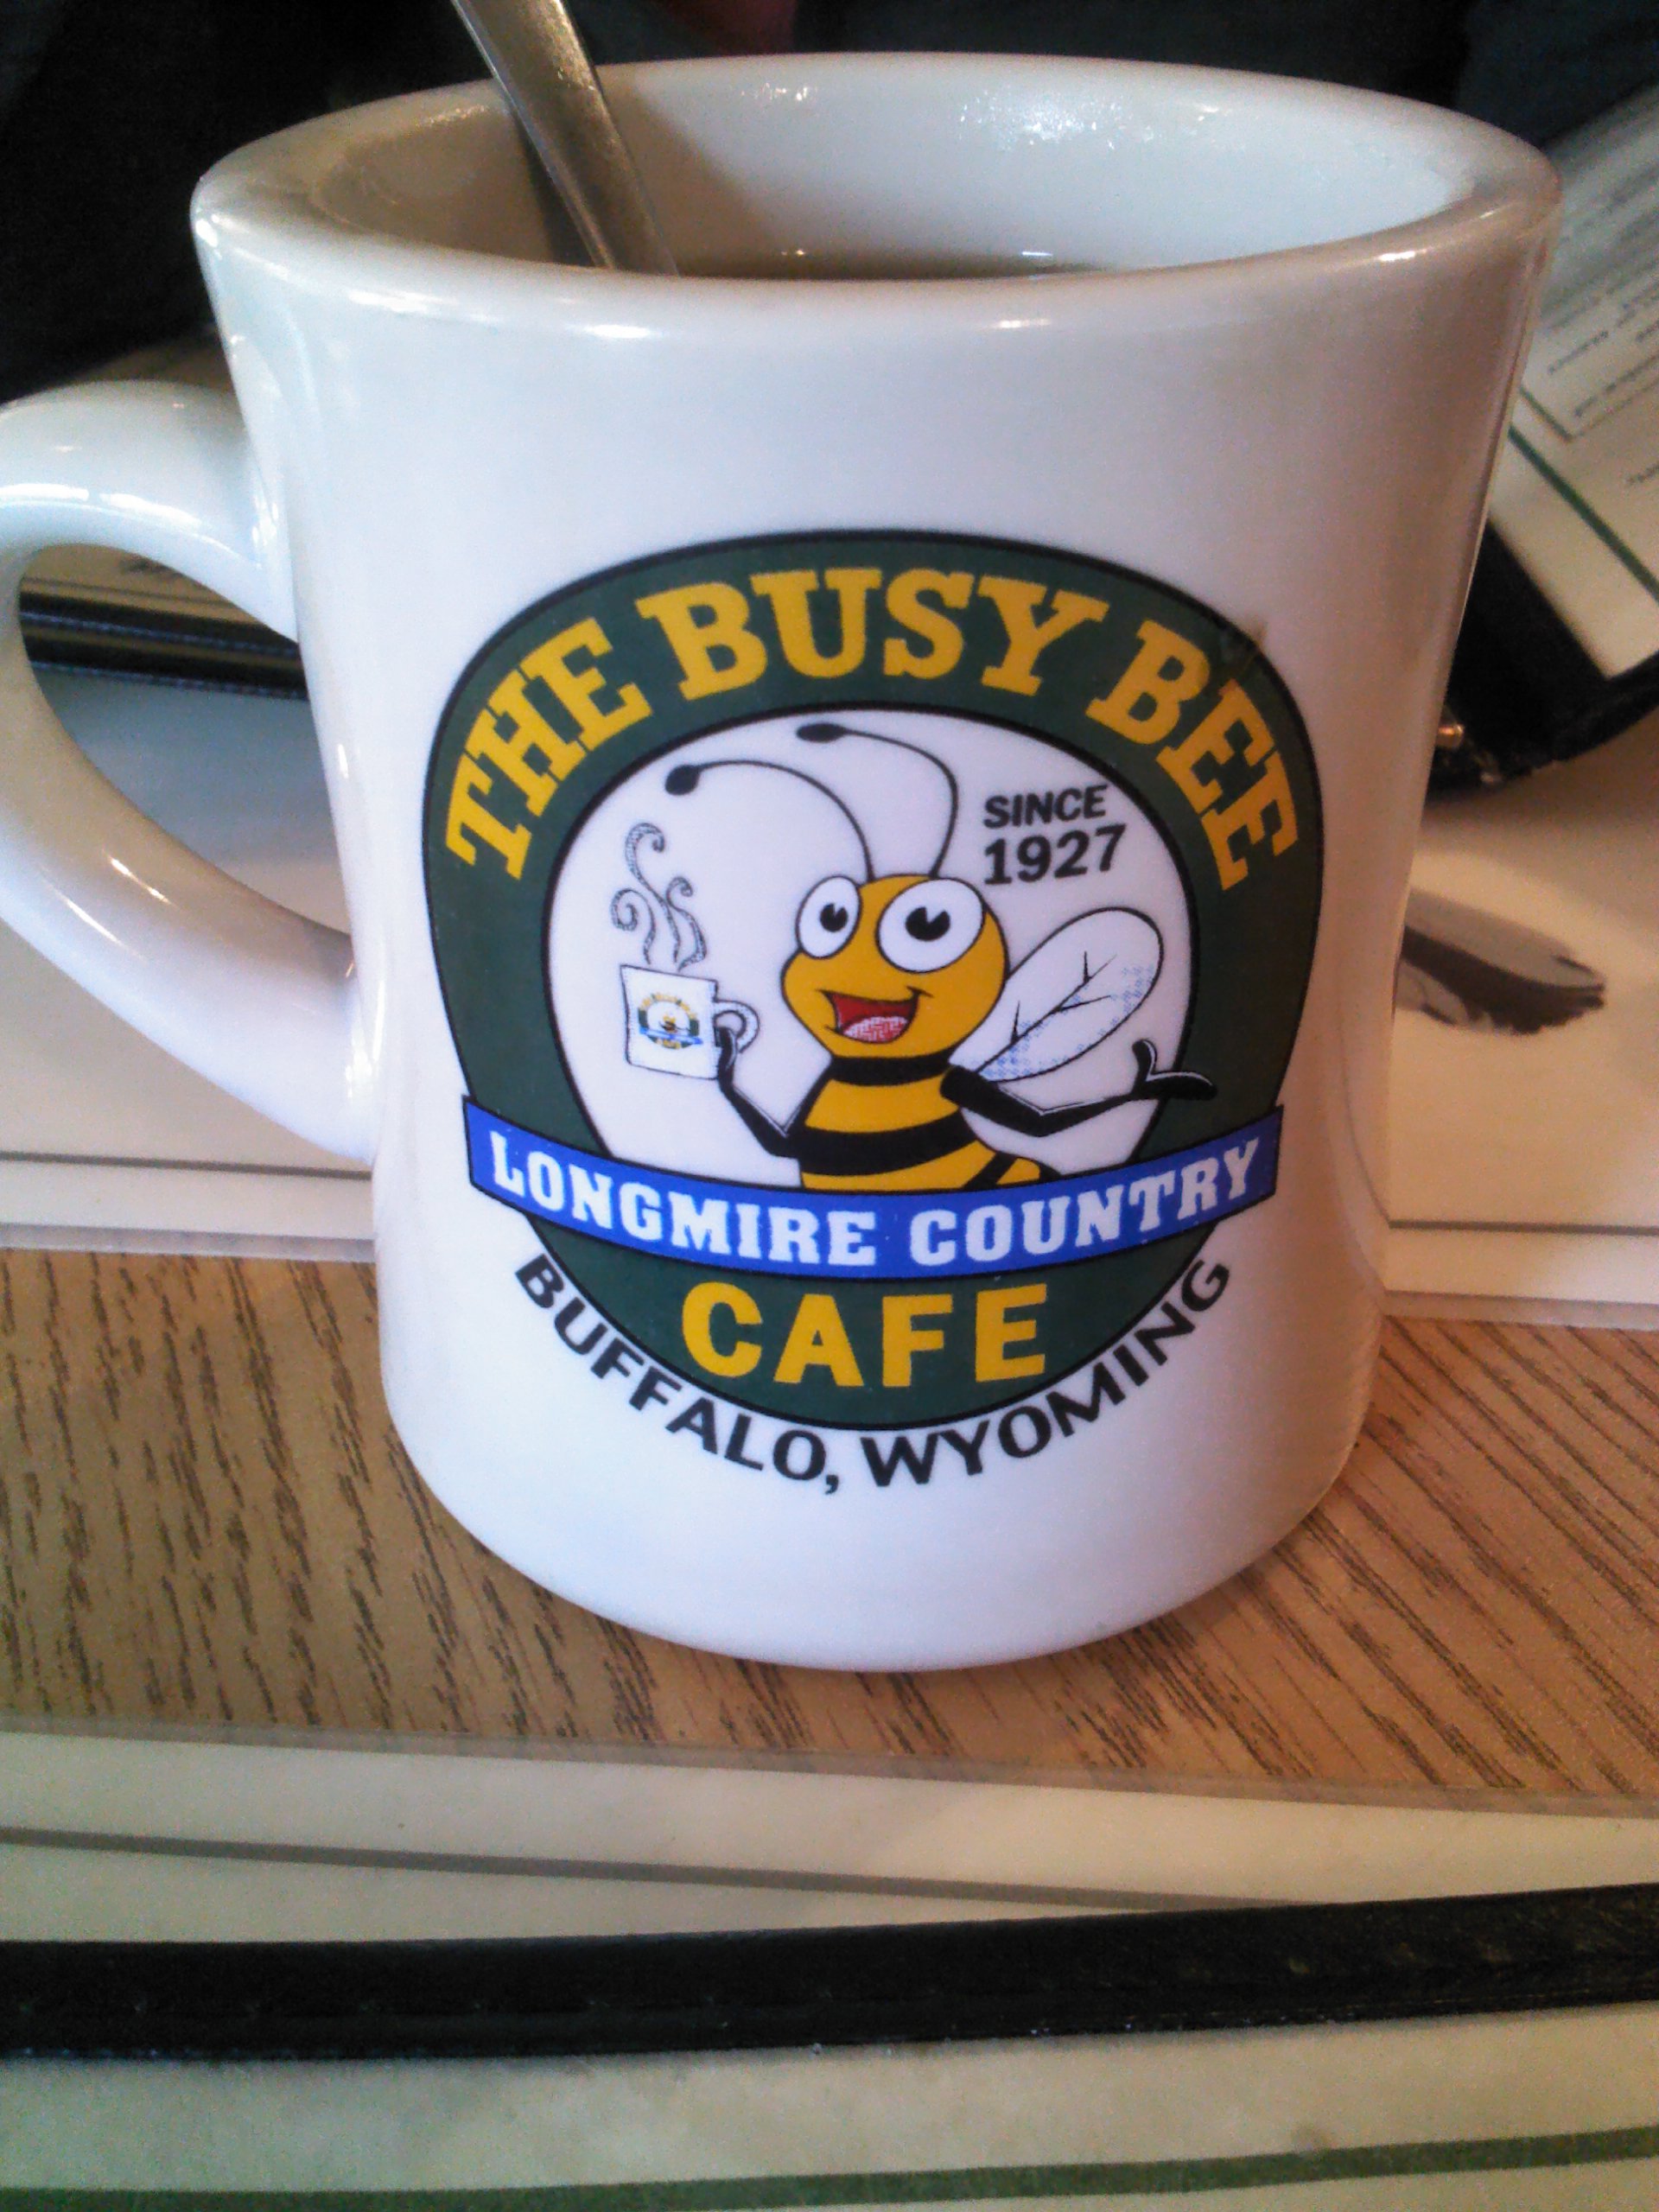 THE BUSY BEE
SINCE
1927
LONGMIRE COUNTRY
CAFE
BUFFALO, WYOMING